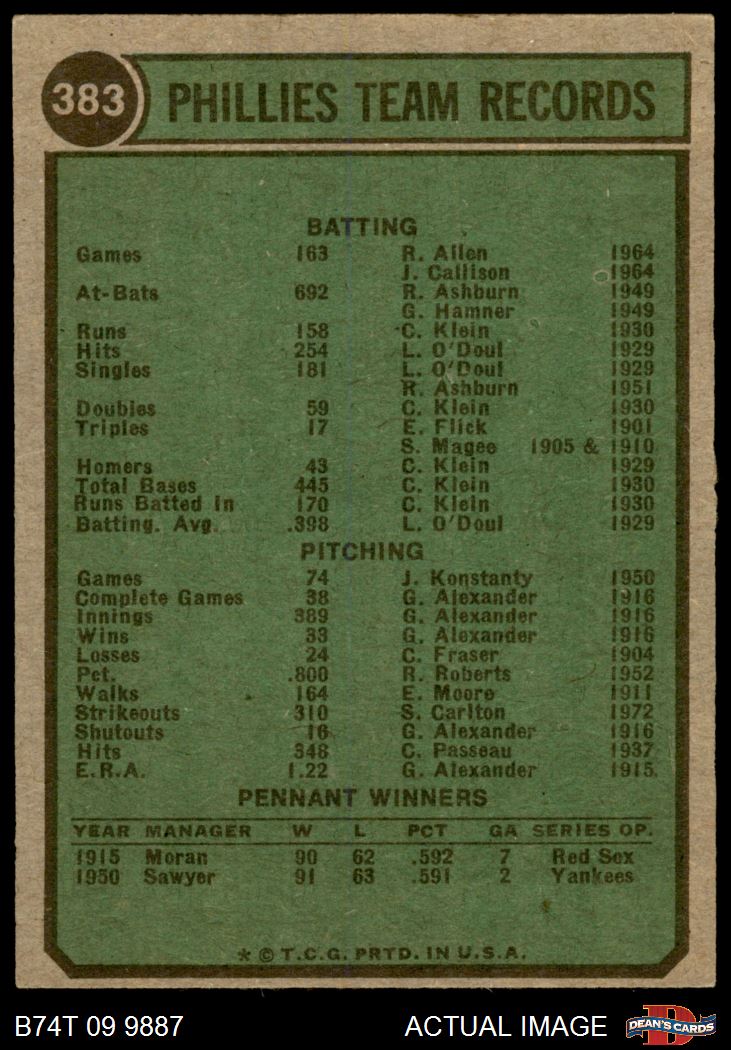 383 PHILLIES TEAM RECORDS
BATTING
Games 163 R. Allen 1964
J. Callison 1964
At-Bats 692 R. Ashburn 1949
G. Hamner 1949
Runs 158 C. Klein 1930
Hits 254 L. O'Doul 1929
Singles 181 L. O'Doul 1929
R. Ashburn 1951
Doubles 59 C. Klein 1930
Triples 17 E. Flick 1901
S. Magee 1905 & 1910
Homers 43 C. Klein 1929
Total Bases 445 C. Klein 1930
Runs Batted In 170 C. Klein 1930
Batting. Avg. .398 L. O'Doul 1929
PITCHING
Games 74 J. Konstanty 1950
Complete Games 38 G. Alexander 1916
Innings 389 G. Alexander 1916
Wins 33 G. Alexander 1916
Losses 24 C. Fraser 1904
Pct. .800 R. Roberts 1952
Walks 164 E. Moore 1911
Strikeouts 310 S. Carlton 1972
Shutouts 16 G. Alexander 1916
Hits 348 C. Passeau 1937
E.R.A. 1.22 G. Alexander 1915
PENNANT WINNERS
YEAR MANAGER W L PCT GA SERIES OP.
1915 Moran 90 62 .592 7 Red Sox
1950 Sawyer 91 63 .591 2 Yankees
* © T.C.G. PRTD. IN U.S.A.
B74T 09 9887 ACTUAL IMAGE D DEAN'S CARDS